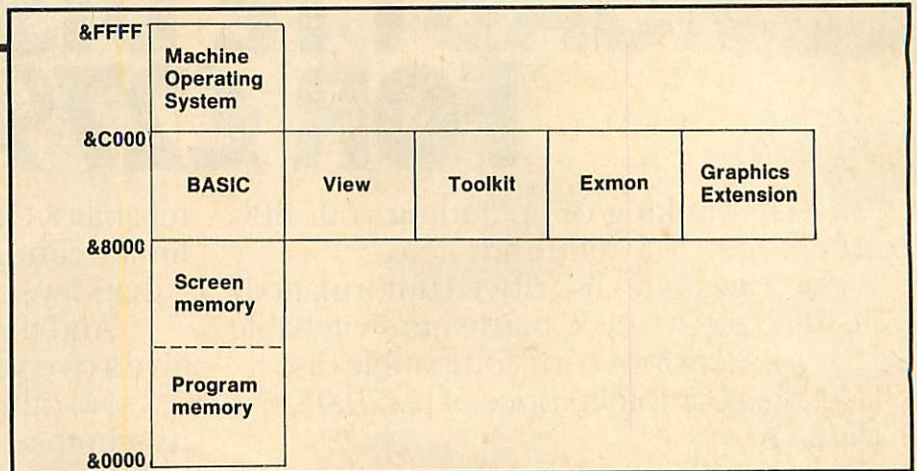 &FFFF
Machine
Operating
System
&C000
BASIC
View
Toolkit
Exmon
Graphics
Extension
&8000
Screen
memory
Program
memory
&0000